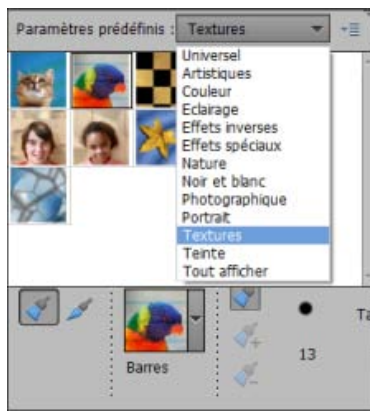 Paramètres prédéfinis : Textures
Universel
Artistiques
Couleur
Eclairage
Effets inverses
Effets spéciaux
Nature
Noir et blanc
Photographique
Portrait
Textures
Teinte
Tout afficher
Barres
13
Ta